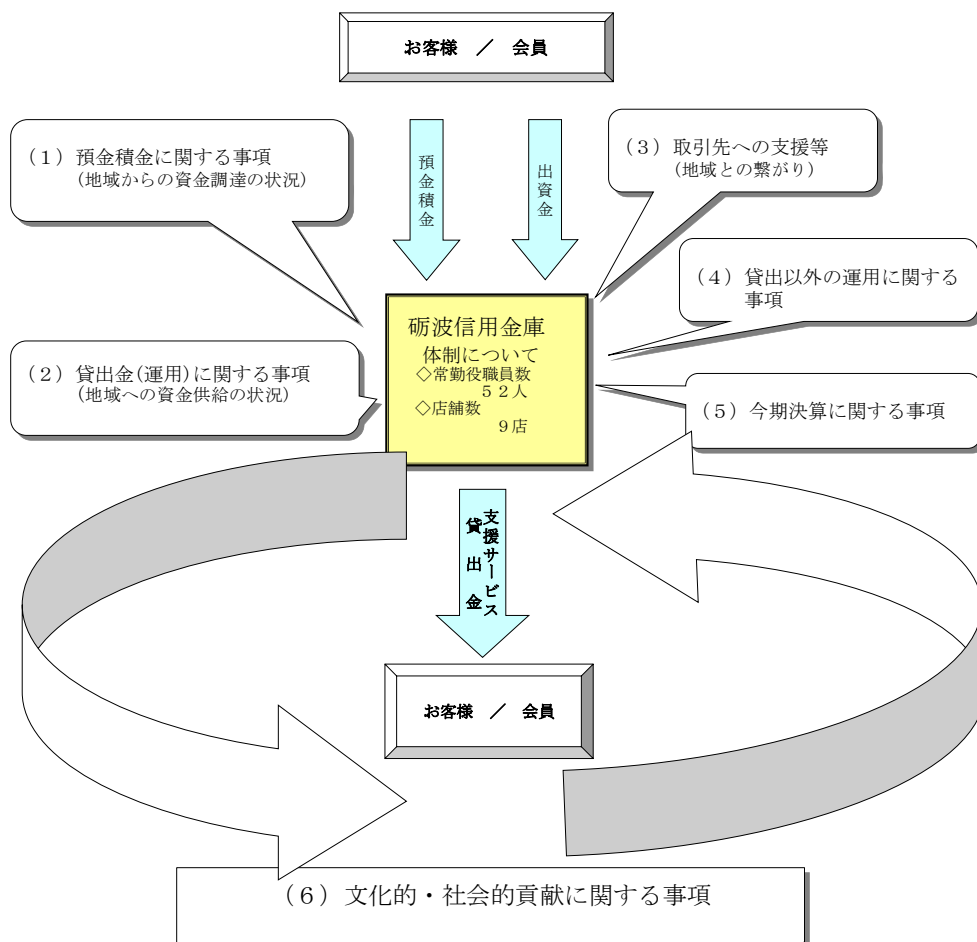 お客様 ／ 会員
（１）預金積金に関する事項
(地域からの資金調達の状況)
預金積金
出資金
（３）取引先への支援等
(地域との繋がり)
（４）貸出以外の運用に関する
事項
砺波信用金庫
体制について
◇常勤役職員数
５２人
◇店舗数
９店
（２）貸出金(運用)に関する事項
(地域への資金供給の状況)
（５）今期決算に関する事項
支援サービス
貸出金
お客様 ／ 会員
（６）文化的・社会的貢献に関する事項